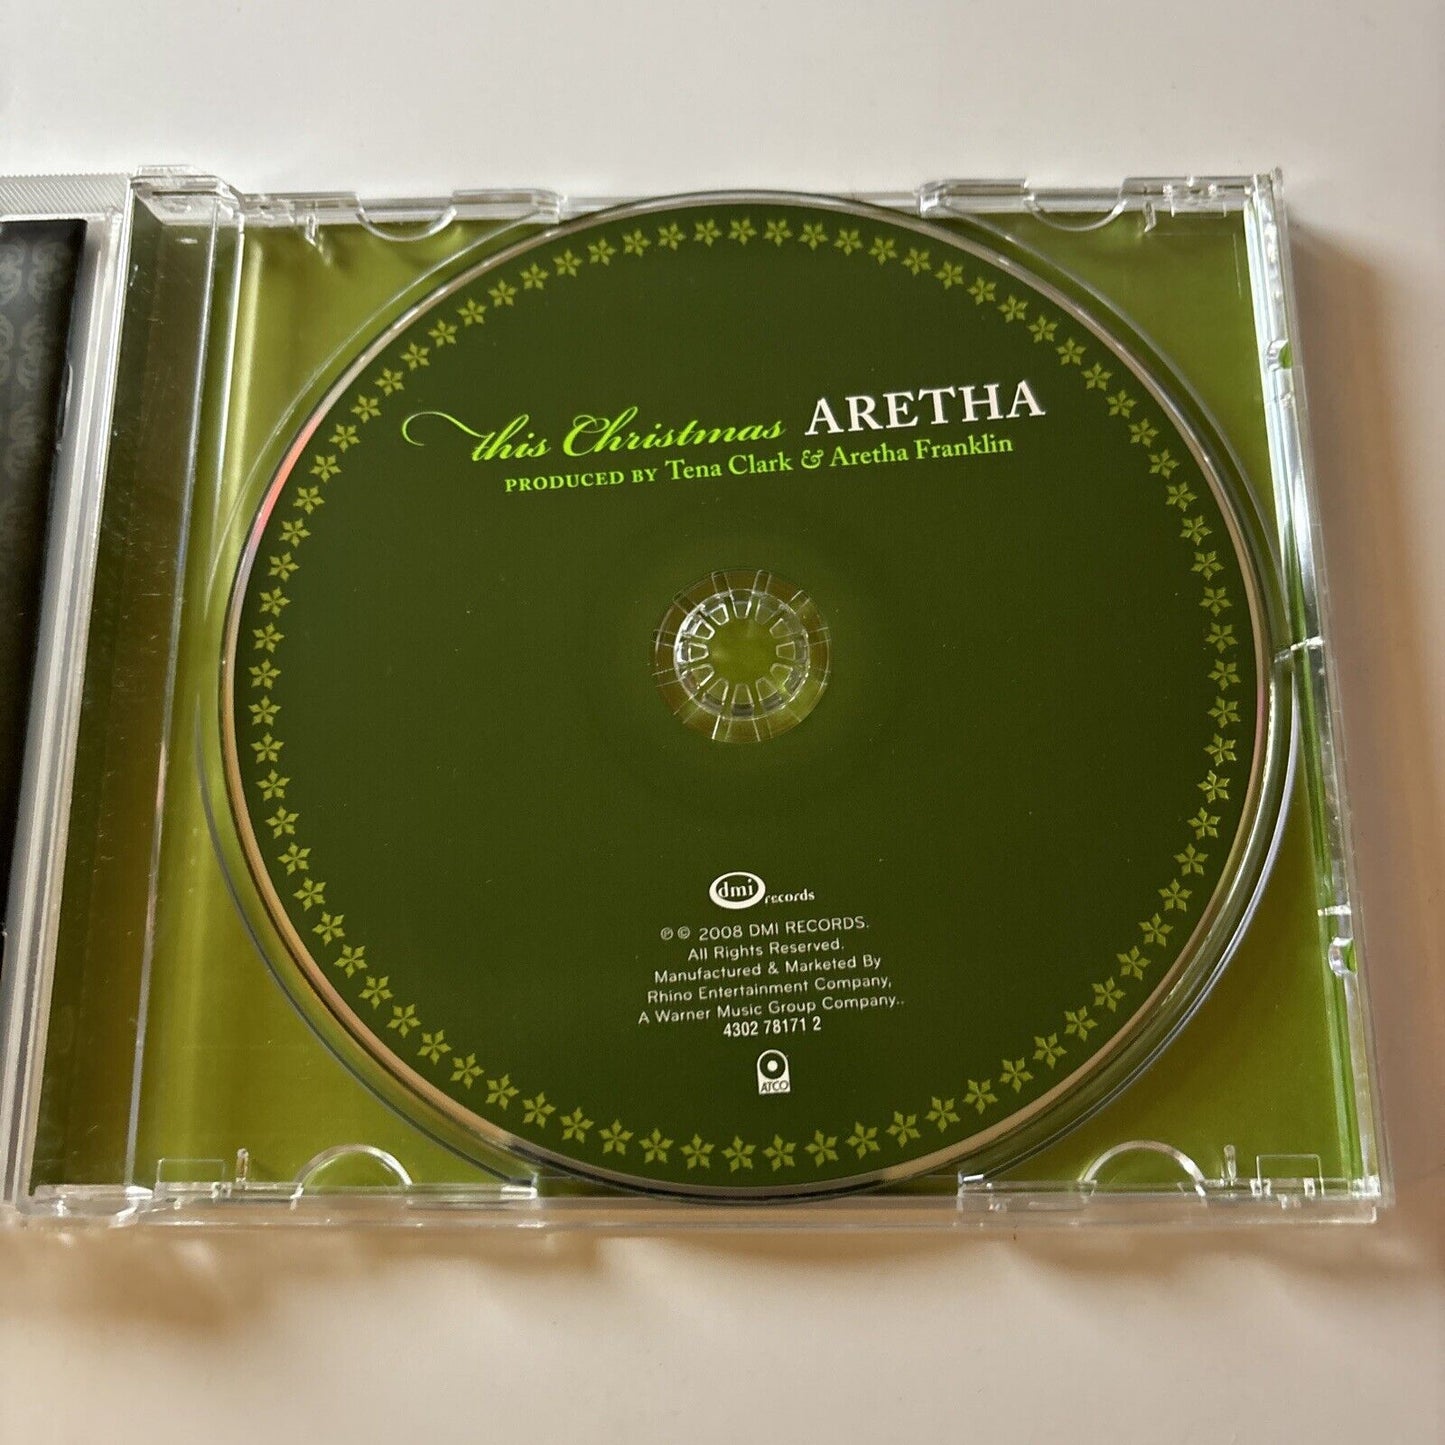 this Christmas ARETHA
PRODUCED BY Tena Clark & Aretha Franklin
dmi records
℗ © 2008 DMI RECORDS.
All Rights Reserved.
Manufactured & Marketed By
Rhino Entertainment Company,
A Warner Music Group Company..
4302 78171 2
ATCO